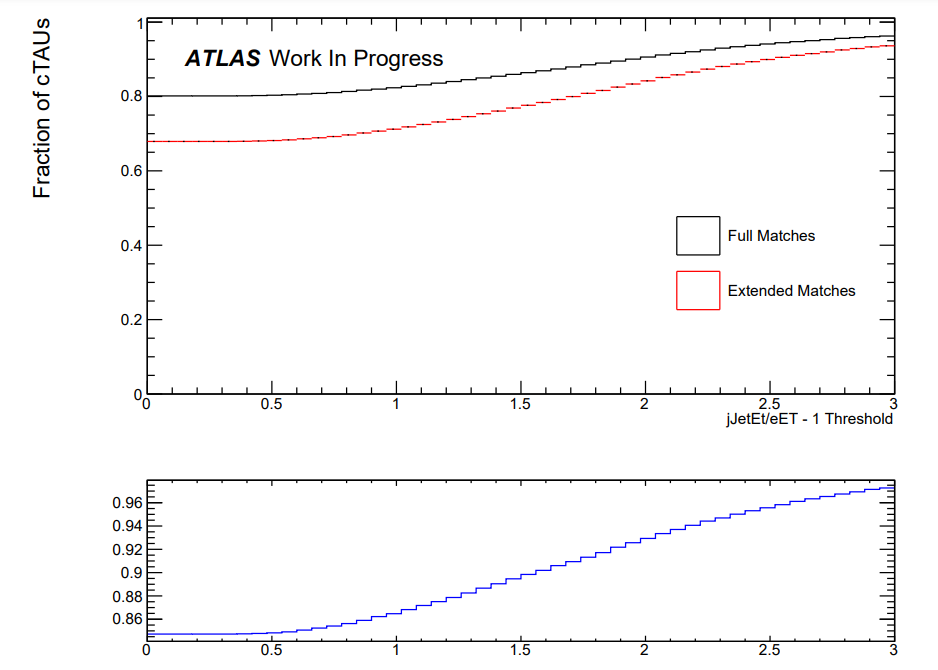 Fraction of cTAUs
ATLAS Work In Progress
1
0.8
0.6
0.4
0.2
0
Full Matches
Extended Matches
0 0.5 1 1.5 2 2.5 3
jJetEt/eET - 1 Threshold
0.96
0.94
0.92
0.9
0.88
0.86
0 0.5 1 1.5 2 2.5 3